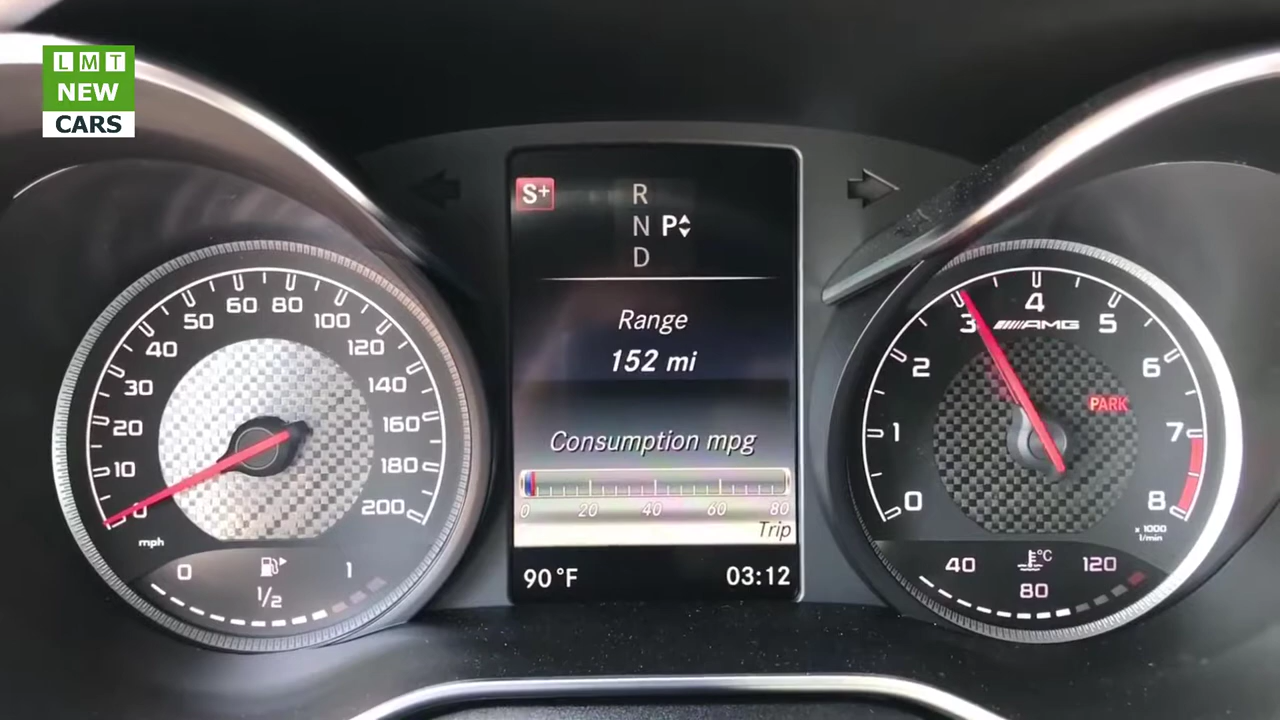 LMT
NEW
CARS
S+
R
N P
D
Range
152 mi
Consumption mpg
0 20 40 60 80
Trip
90°F 03:12
0
10
20
30
40
50
60
80
100
120
140
160
180
200
mph
0 1/2 1
0
1
2
3
4
5
6
7
8
AMG
PARK
x 1000
1/min
40 80 120
°C